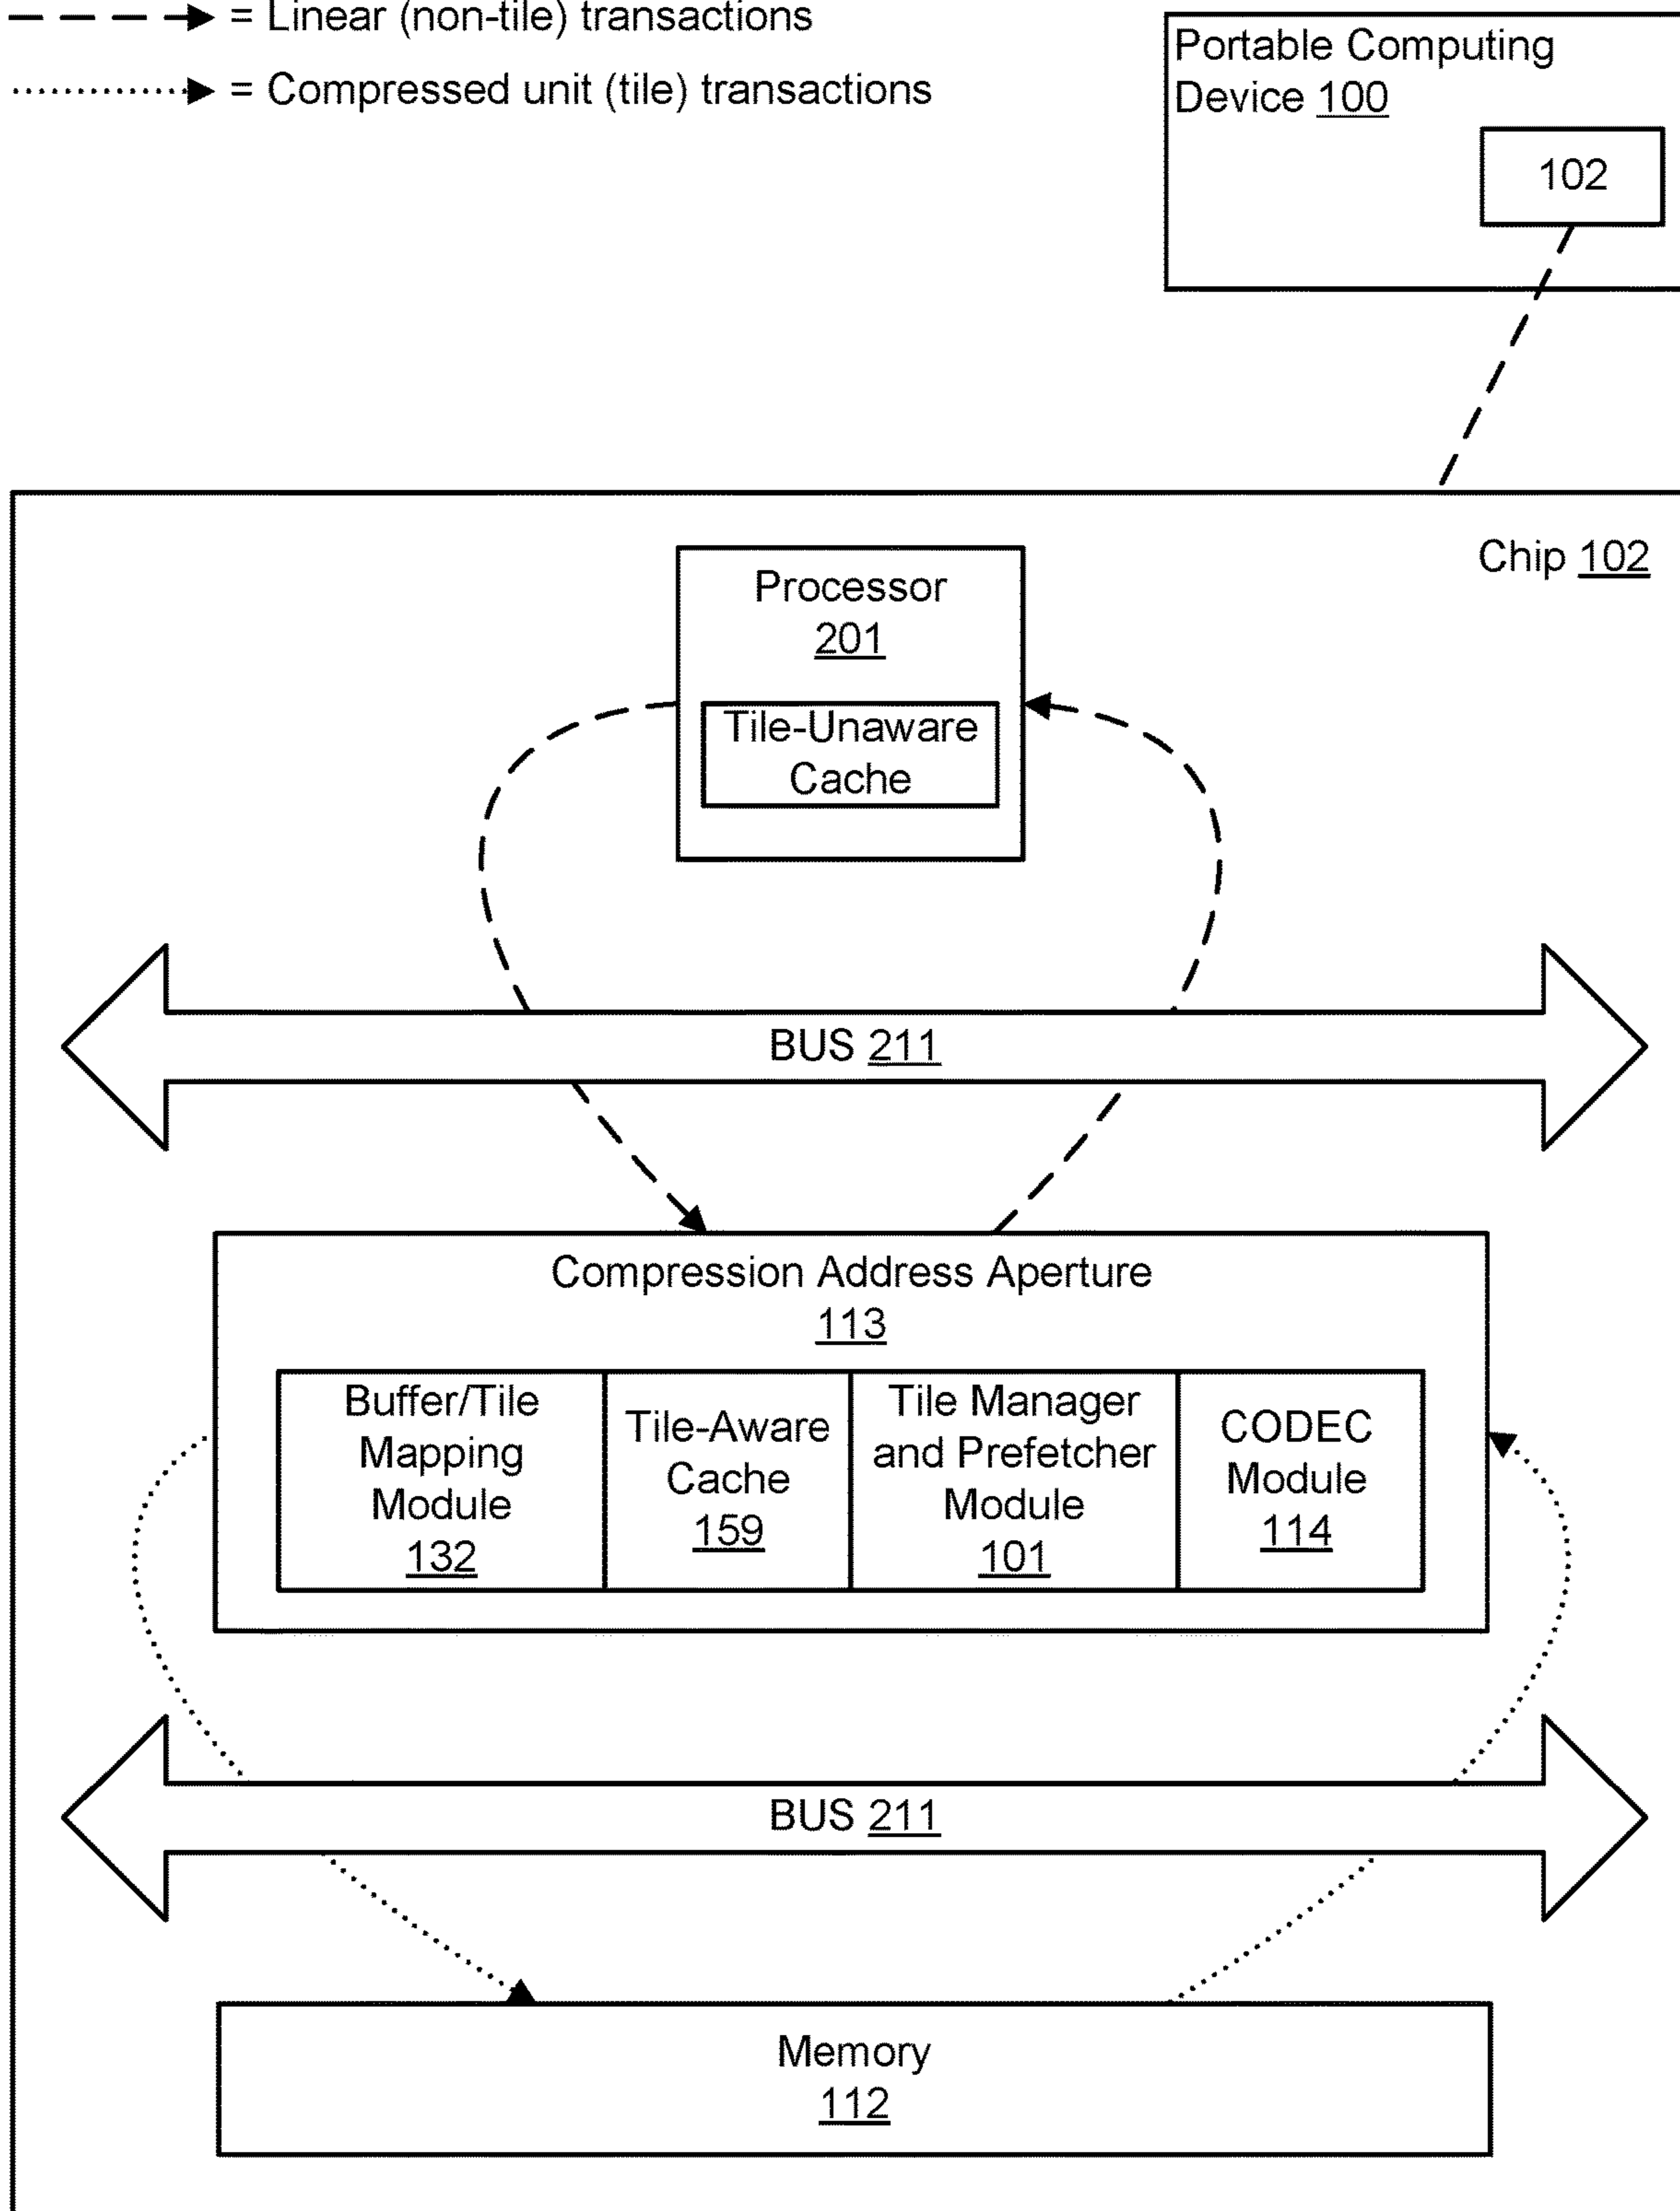 = Linear (non-tile) transactions
= Compressed unit (tile) transactions
Portable Computing
Device 100
102
Chip 102
Processor
201
Tile-Unaware
Cache
BUS 211
Compression Address Aperture
113
Buffer/Tile
Mapping
Module
132
Tile-Aware
Cache
159
Tile Manager
and Prefetcher
Module
101
CODEC
Module
114
BUS 211
Memory
112